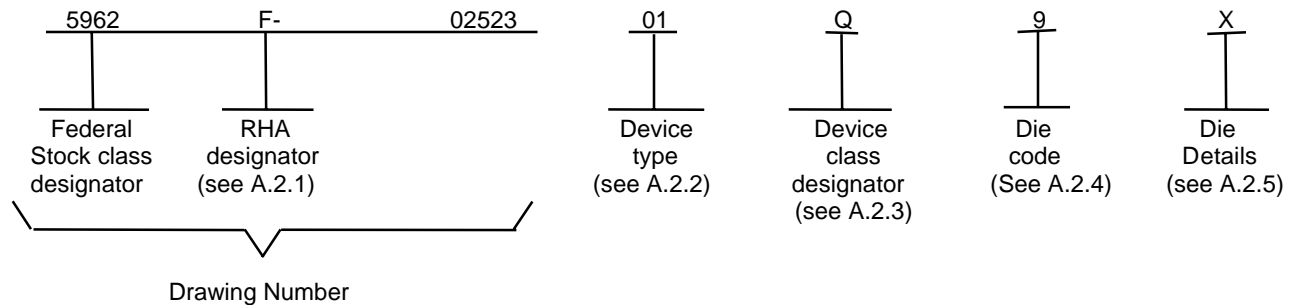 5962 F- 02523 01 Q 9 X
Federal Stock class designator
RHA designator (see A.2.1)
Device type (see A.2.2)
Device class designator (see A.2.3)
Die code (See A.2.4)
Die Details (see A.2.5)
Drawing Number